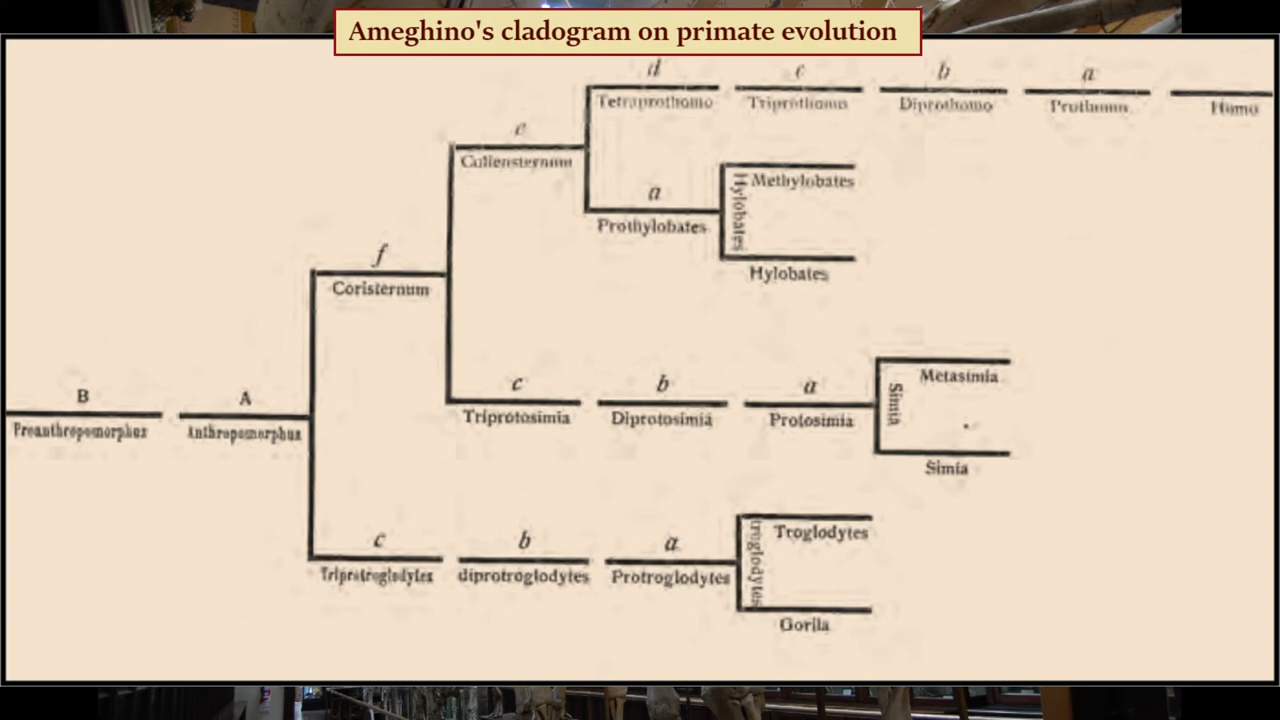 Ameghino's cladogram on primate evolution
d c b a
Tetraprothomo Triprothomo Diprothomo Prothomo Homo
e
Collensternum
Methylobates
Hylobates
a
Prothylobates
Hylobates
f
Coristernum
Metasimia
Simia
c b a
Triprotosimia Diprotosimia Protosimia
Simia
B A
Proanthropomorphus Anthropomorphus
Troglodytes
troglodytes
c b a
Triprotroglodytes diprotroglodytes Protroglodytes
Gorila